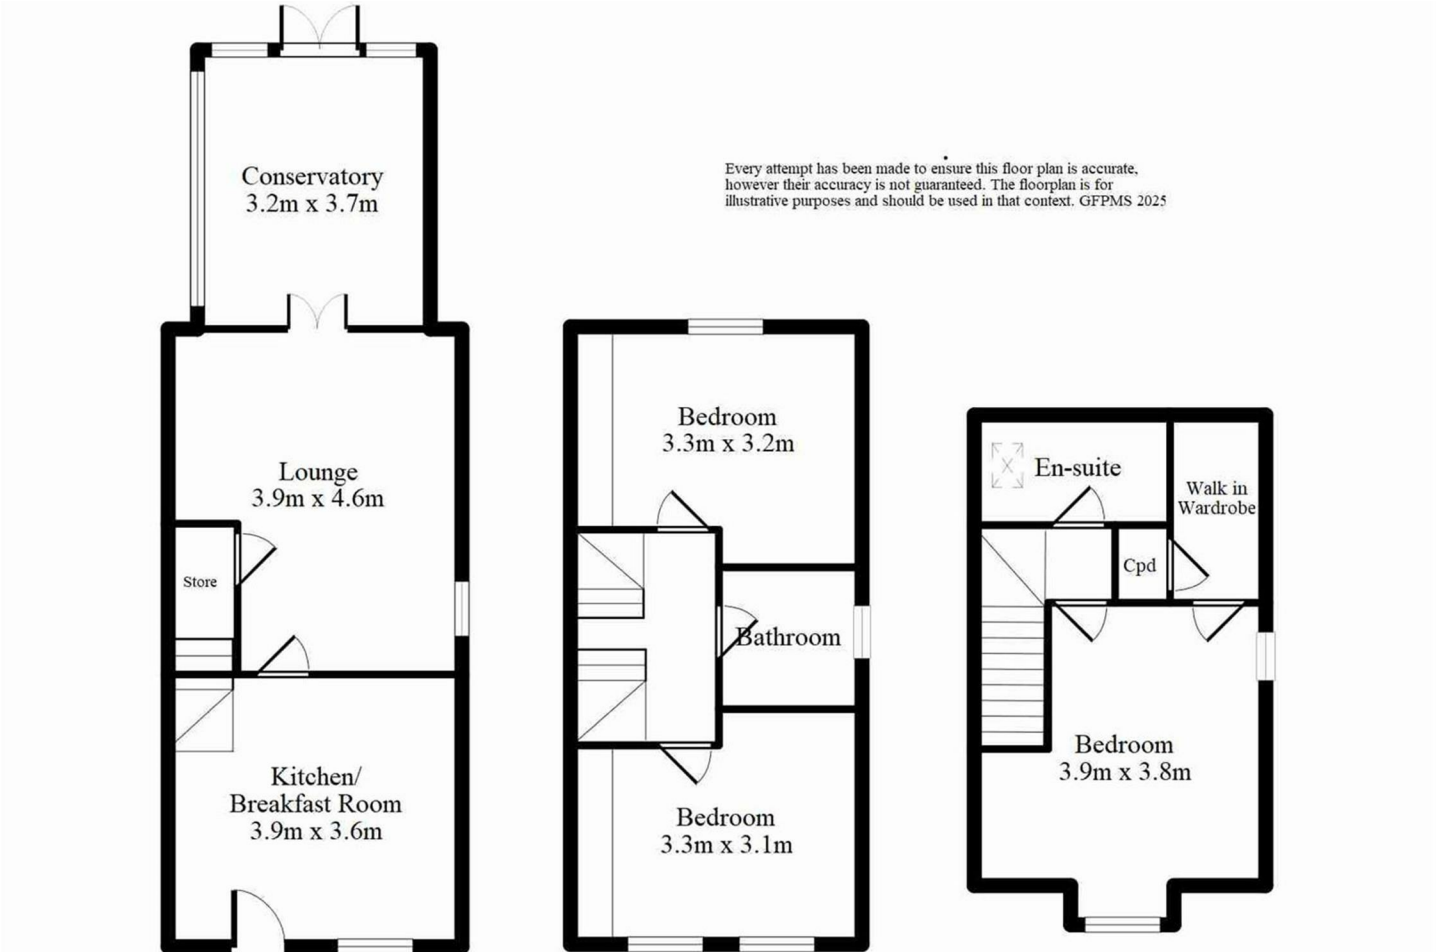 Conservatory
3.2m x 3.7m
Every attempt has been made to ensure this floor plan is accurate,
however their accuracy is not guaranteed. The floorplan is for
illustrative purposes and should be used in that context. GFPMS 2025
Lounge
3.9m x 4.6m
Store
Kitchen/
Breakfast Room
3.9m x 3.6m
Bedroom
3.3m x 3.2m
Bathroom
Bedroom
3.3m x 3.1m
En-suite
Walk in
Wardrobe
Cpd
Bedroom
3.9m x 3.8m